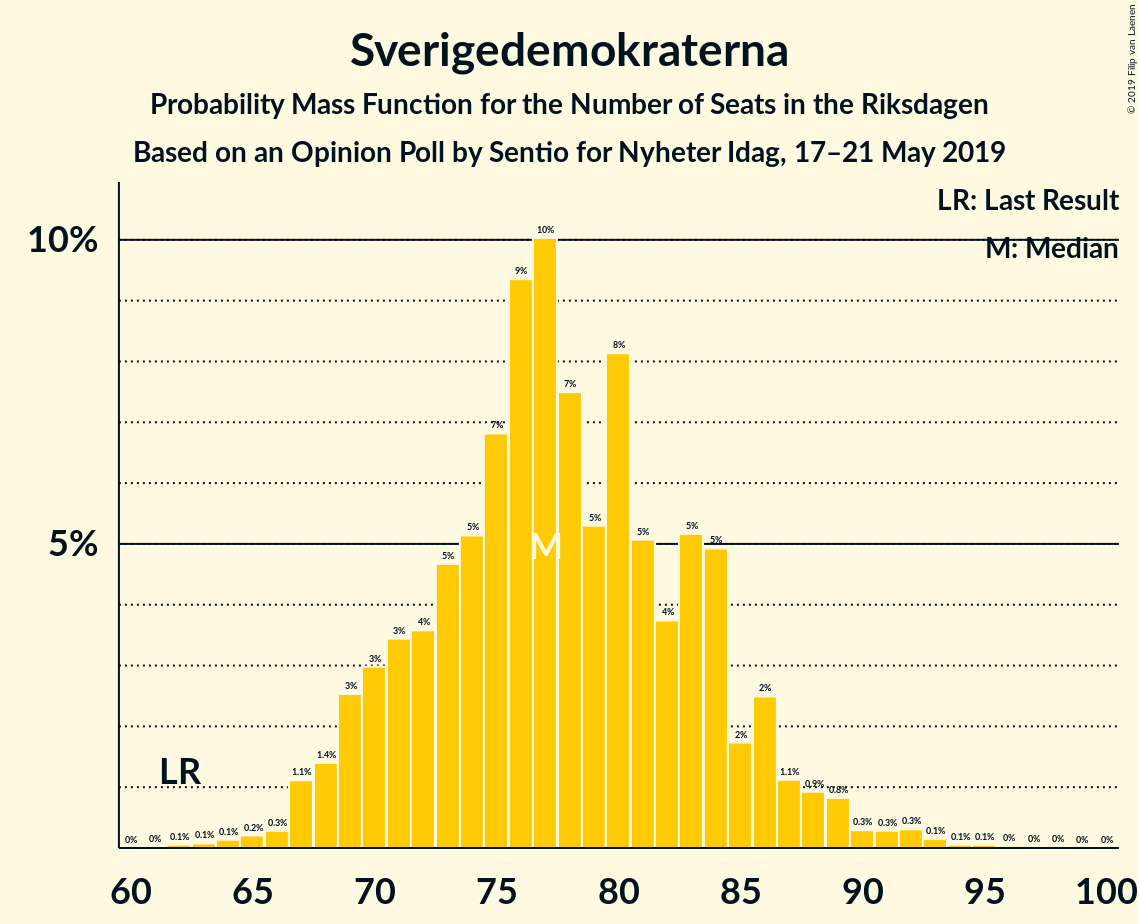 Sverigedemokraterna
Probability Mass Function for the Number of Seats in the Riksdagen
Based on an Opinion Poll by Sentio for Nyheter Idag, 17–21 May 2019
© 2019 Filip van Laenen
LR: Last Result
M: Median
10%
5%
0% 0% 0.1% 0.1% 0.1% 0.2% 0.3% 1.1% 1.4% 3% 3% 3% 4% 5% 5% 7% 9% 10% 7% 5% 8% 5% 4% 5% 5% 2% 2% 1.1% 0.9% 0.8% 0.3% 0.3% 0.3% 0.1% 0.1% 0.1% 0% 0% 0% 0% 0%
M
LR
60 65 70 75 80 85 90 95 100